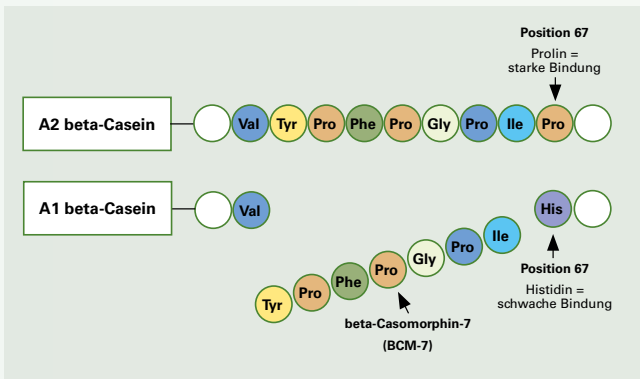 Position 67
Prolin =
starke Bindung
A2 beta-Casein
Val Tyr Pro Phe Pro Gly Pro Ile Pro
A1 beta-Casein
Val
His
Tyr Pro Phe Pro Gly Pro Ile
Position 67
Histidin =
schwache Bindung
beta-Casomorphin-7
(BCM-7)